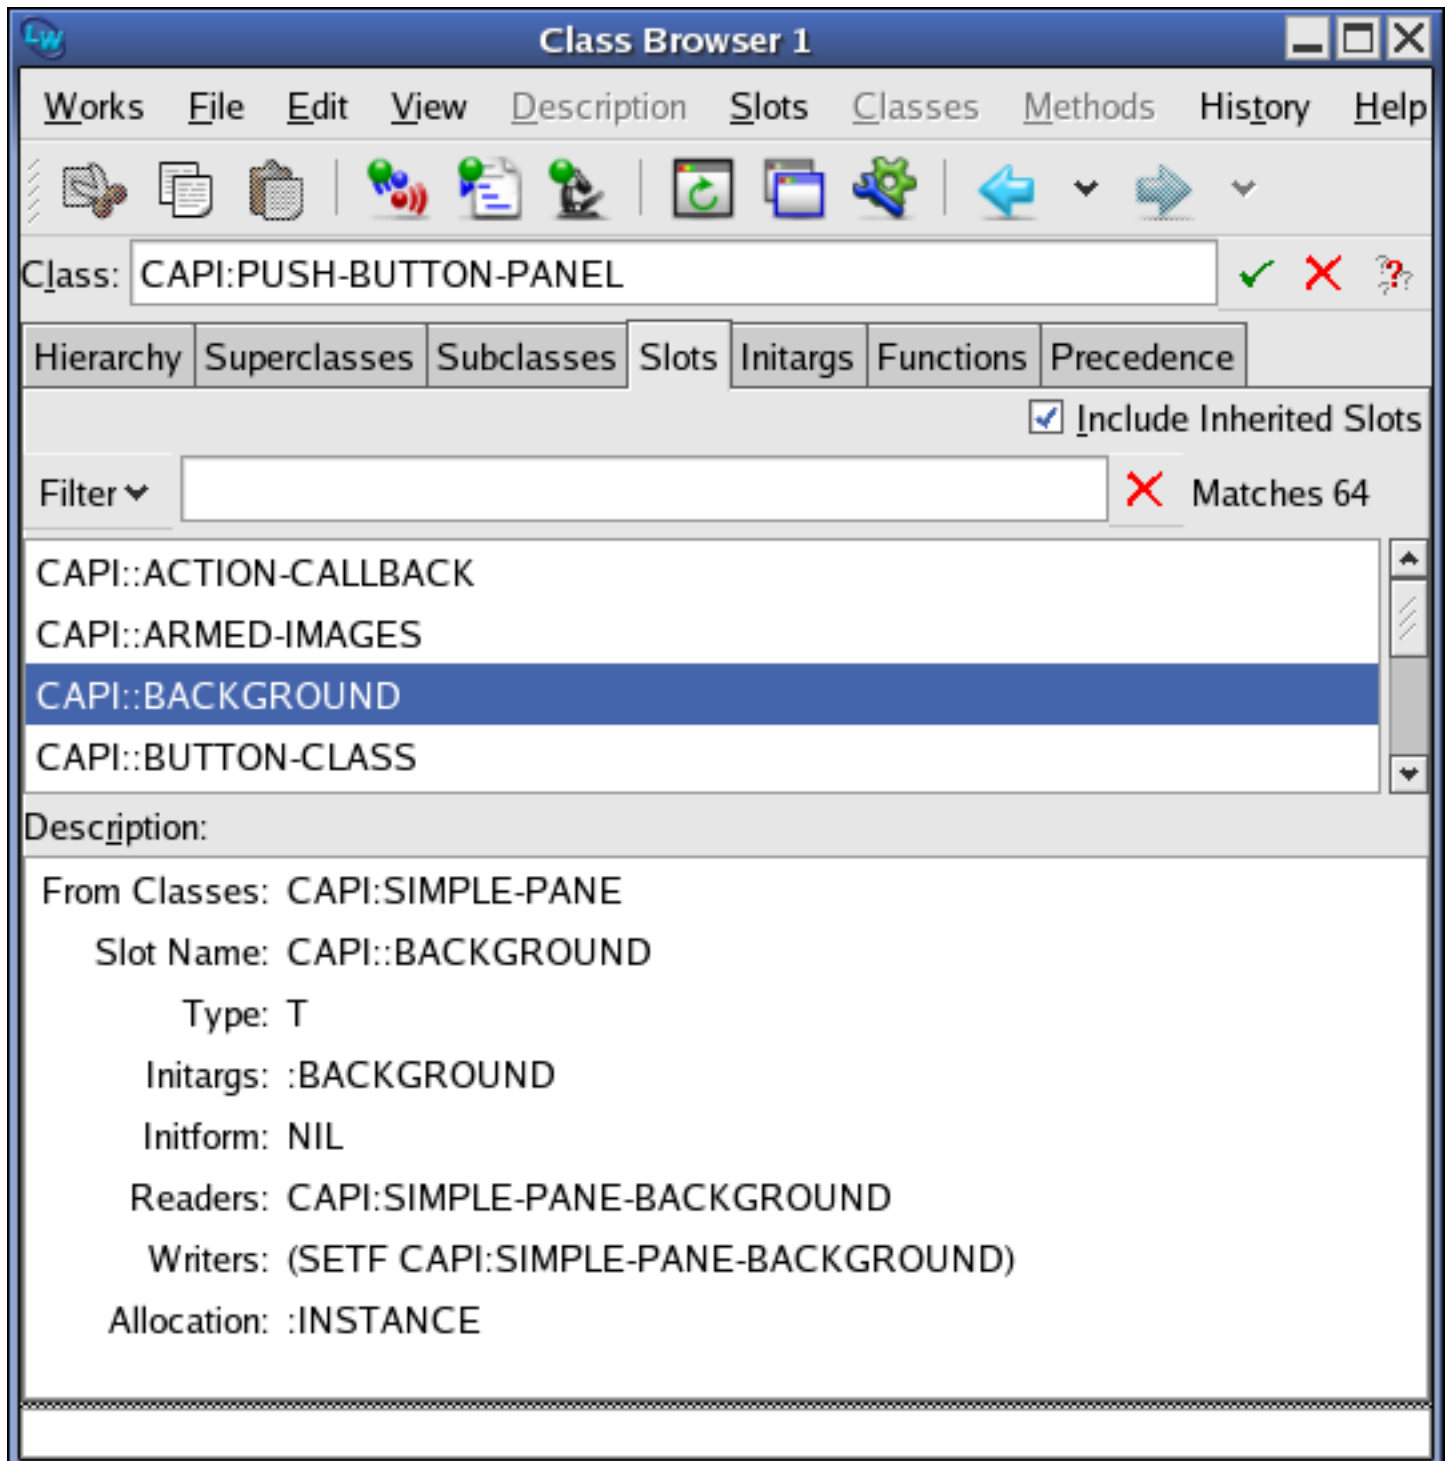 LW Class Browser 1
Works File Edit View Description Slots Classes Methods History Help
Class: CAPI:PUSH-BUTTON-PANEL
Hierarchy Superclasses Subclasses Slots Initargs Functions Precedence
Include Inherited Slots
Filter Matches 64
CAPI::ACTION-CALLBACK
CAPI::ARMED-IMAGES
CAPI::BACKGROUND
CAPI::BUTTON-CLASS
Description:
From Classes: CAPI:SIMPLE-PANE
Slot Name: CAPI::BACKGROUND
Type: T
Initargs: :BACKGROUND
Initform: NIL
Readers: CAPI:SIMPLE-PANE-BACKGROUND
Writers: (SETF CAPI:SIMPLE-PANE-BACKGROUND)
Allocation: :INSTANCE